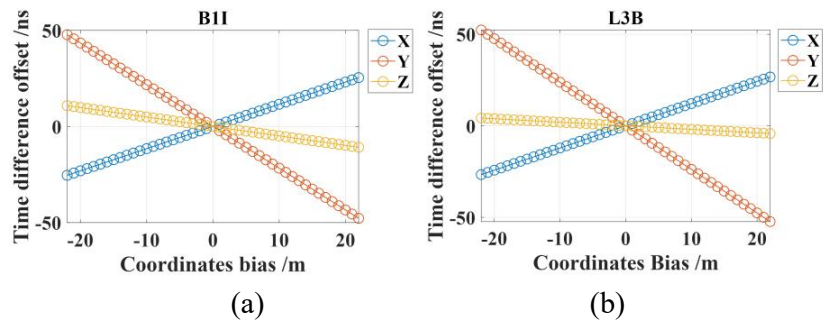 B1I
Time difference offset /ns
50
0
-50
-20
-10
0
10
20
Coordinates bias /m
X
Y
Z
(a)
L3B
Time difference offset /ns
50
0
-50
-20
-10
0
10
20
Coordinates Bias /m
X
Y
Z
(b)